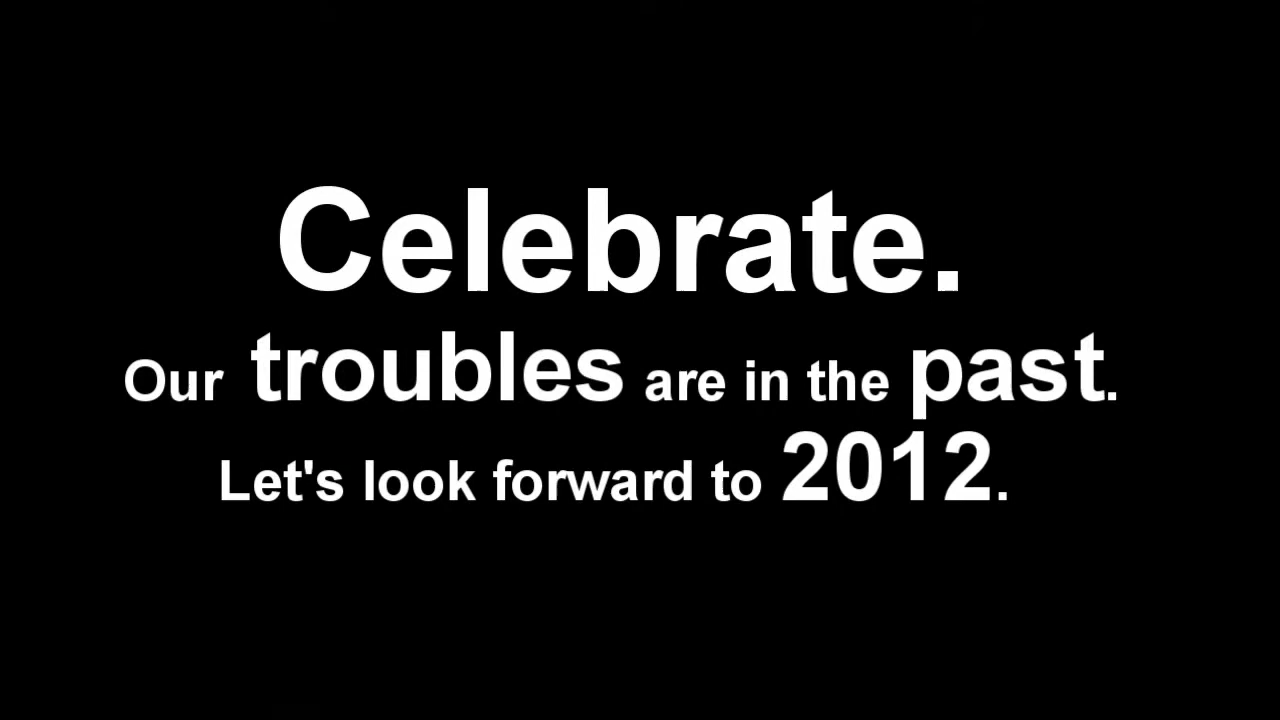 Celebrate.
Our troubles are in the past.
Let's look forward to 2012.